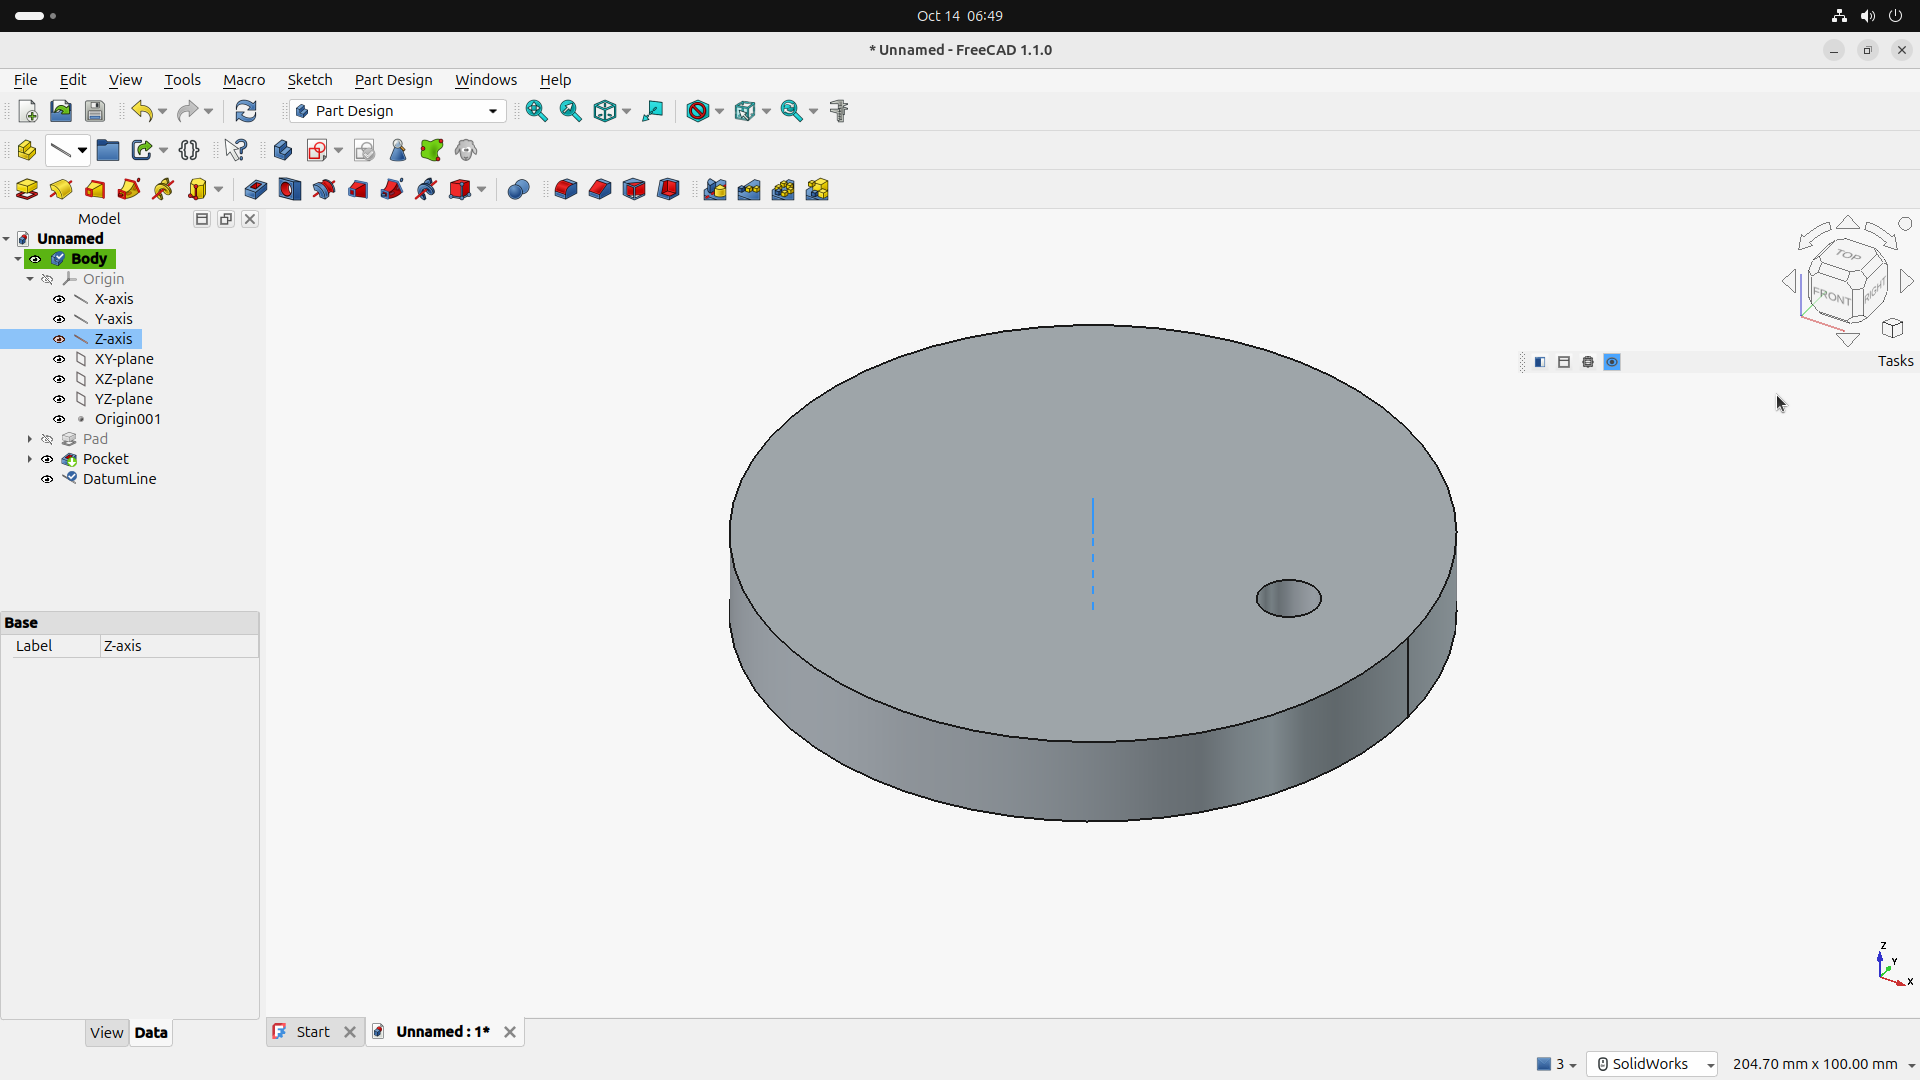 Oct 14 06:49
* Unnamed - FreeCAD 1.1.0
File Edit View Tools Macro Sketch Part Design Windows Help
Part Design
Model
Unnamed
Body
Origin
X-axis
Y-axis
Z-axis
XY-plane
XZ-plane
YZ-plane
Origin001
Pad
Pocket
DatumLine
TOP
FRONT
RIGHT
Tasks
Base
Label Z-axis
Z
Y
X
View Data
Start
Unnamed : 1*
3
SolidWorks
204.70 mm x 100.00 mm